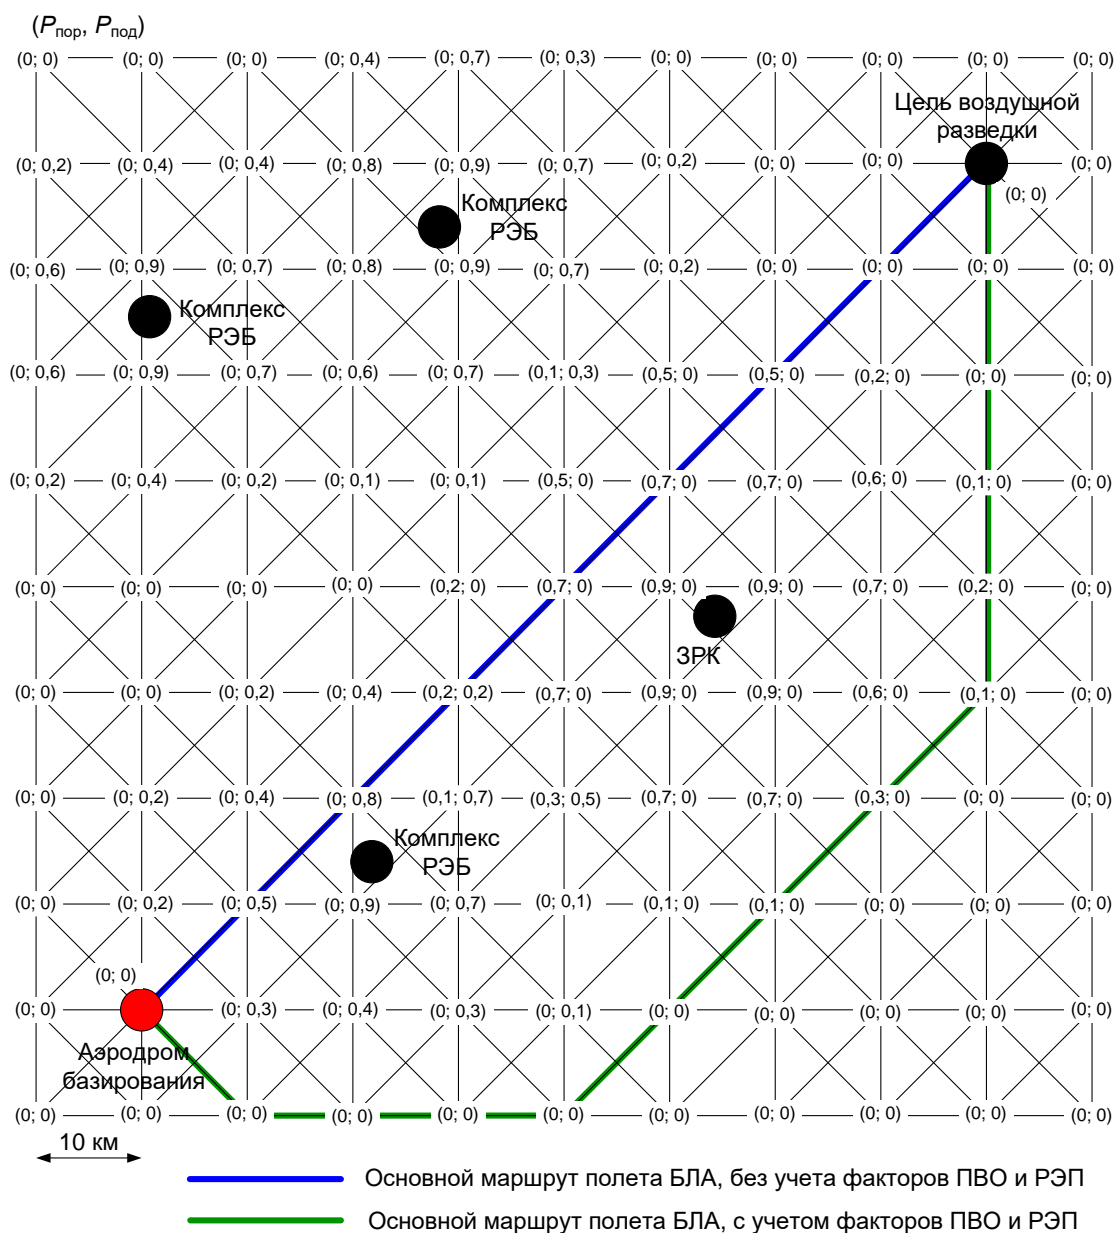 (Pпор, Pпод)
(0; 0) (0; 0) (0; 0) (0; 0,4) (0; 0,7) (0; 0,3) (0; 0) (0; 0) (0; 0) (0; 0) (0; 0)
Цель воздушной
разведки
(0; 0,2) (0; 0,4) (0; 0,4) (0; 0,8) (0; 0,9) (0; 0,7) (0; 0,2) (0; 0) (0; 0) (0; 0)
(0; 0)
Комплекс
РЭБ
(0; 0,6) (0; 0,9) (0; 0,7) (0; 0,8) (0; 0,9) (0; 0,7) (0; 0,2) (0; 0) (0; 0) (0; 0) (0; 0)
Комплекс
РЭБ
(0; 0,6) (0; 0,9) (0; 0,7) (0; 0,6) (0; 0,7) (0,1; 0,3) (0,5; 0) (0,5; 0) (0,2; 0) (0; 0) (0; 0)
(0; 0,2) (0; 0,4) (0; 0,2) (0; 0,1) (0; 0,1) (0,5; 0) (0,7; 0) (0,7; 0) (0,6; 0) (0,1; 0) (0; 0)
(0; 0) (0; 0) (0; 0) (0; 0) (0,2; 0) (0,7; 0) (0,9; 0) (0,9; 0) (0,7; 0) (0,2; 0) (0; 0)
ЗРК
(0; 0) (0; 0) (0; 0,2) (0; 0,4) (0,2; 0,2) (0,7; 0) (0,9; 0) (0,9; 0) (0,6; 0) (0,1; 0) (0; 0)
(0; 0) (0; 0,2) (0; 0,4) (0; 0,8) (0,1; 0,7) (0,3; 0,5) (0,7; 0) (0,7; 0) (0,3; 0) (0; 0) (0; 0)
Комплекс
РЭБ
(0; 0) (0; 0,2) (0; 0,5) (0; 0,9) (0; 0,7) (0; 0,1) (0,1; 0) (0,1; 0) (0; 0) (0; 0) (0; 0)
(0; 0)
(0; 0) (0; 0,3) (0; 0,4) (0; 0,3) (0; 0,1) (0; 0) (0; 0) (0; 0) (0; 0) (0; 0)
Аэродром
базирования
(0; 0) (0; 0) (0; 0) (0; 0) (0; 0) (0; 0) (0; 0) (0; 0) (0; 0) (0; 0) (0; 0)
10 км
Основной маршрут полета БЛА, без учета факторов ПВО и РЭП
Основной маршрут полета БЛА, с учетом факторов ПВО и РЭП